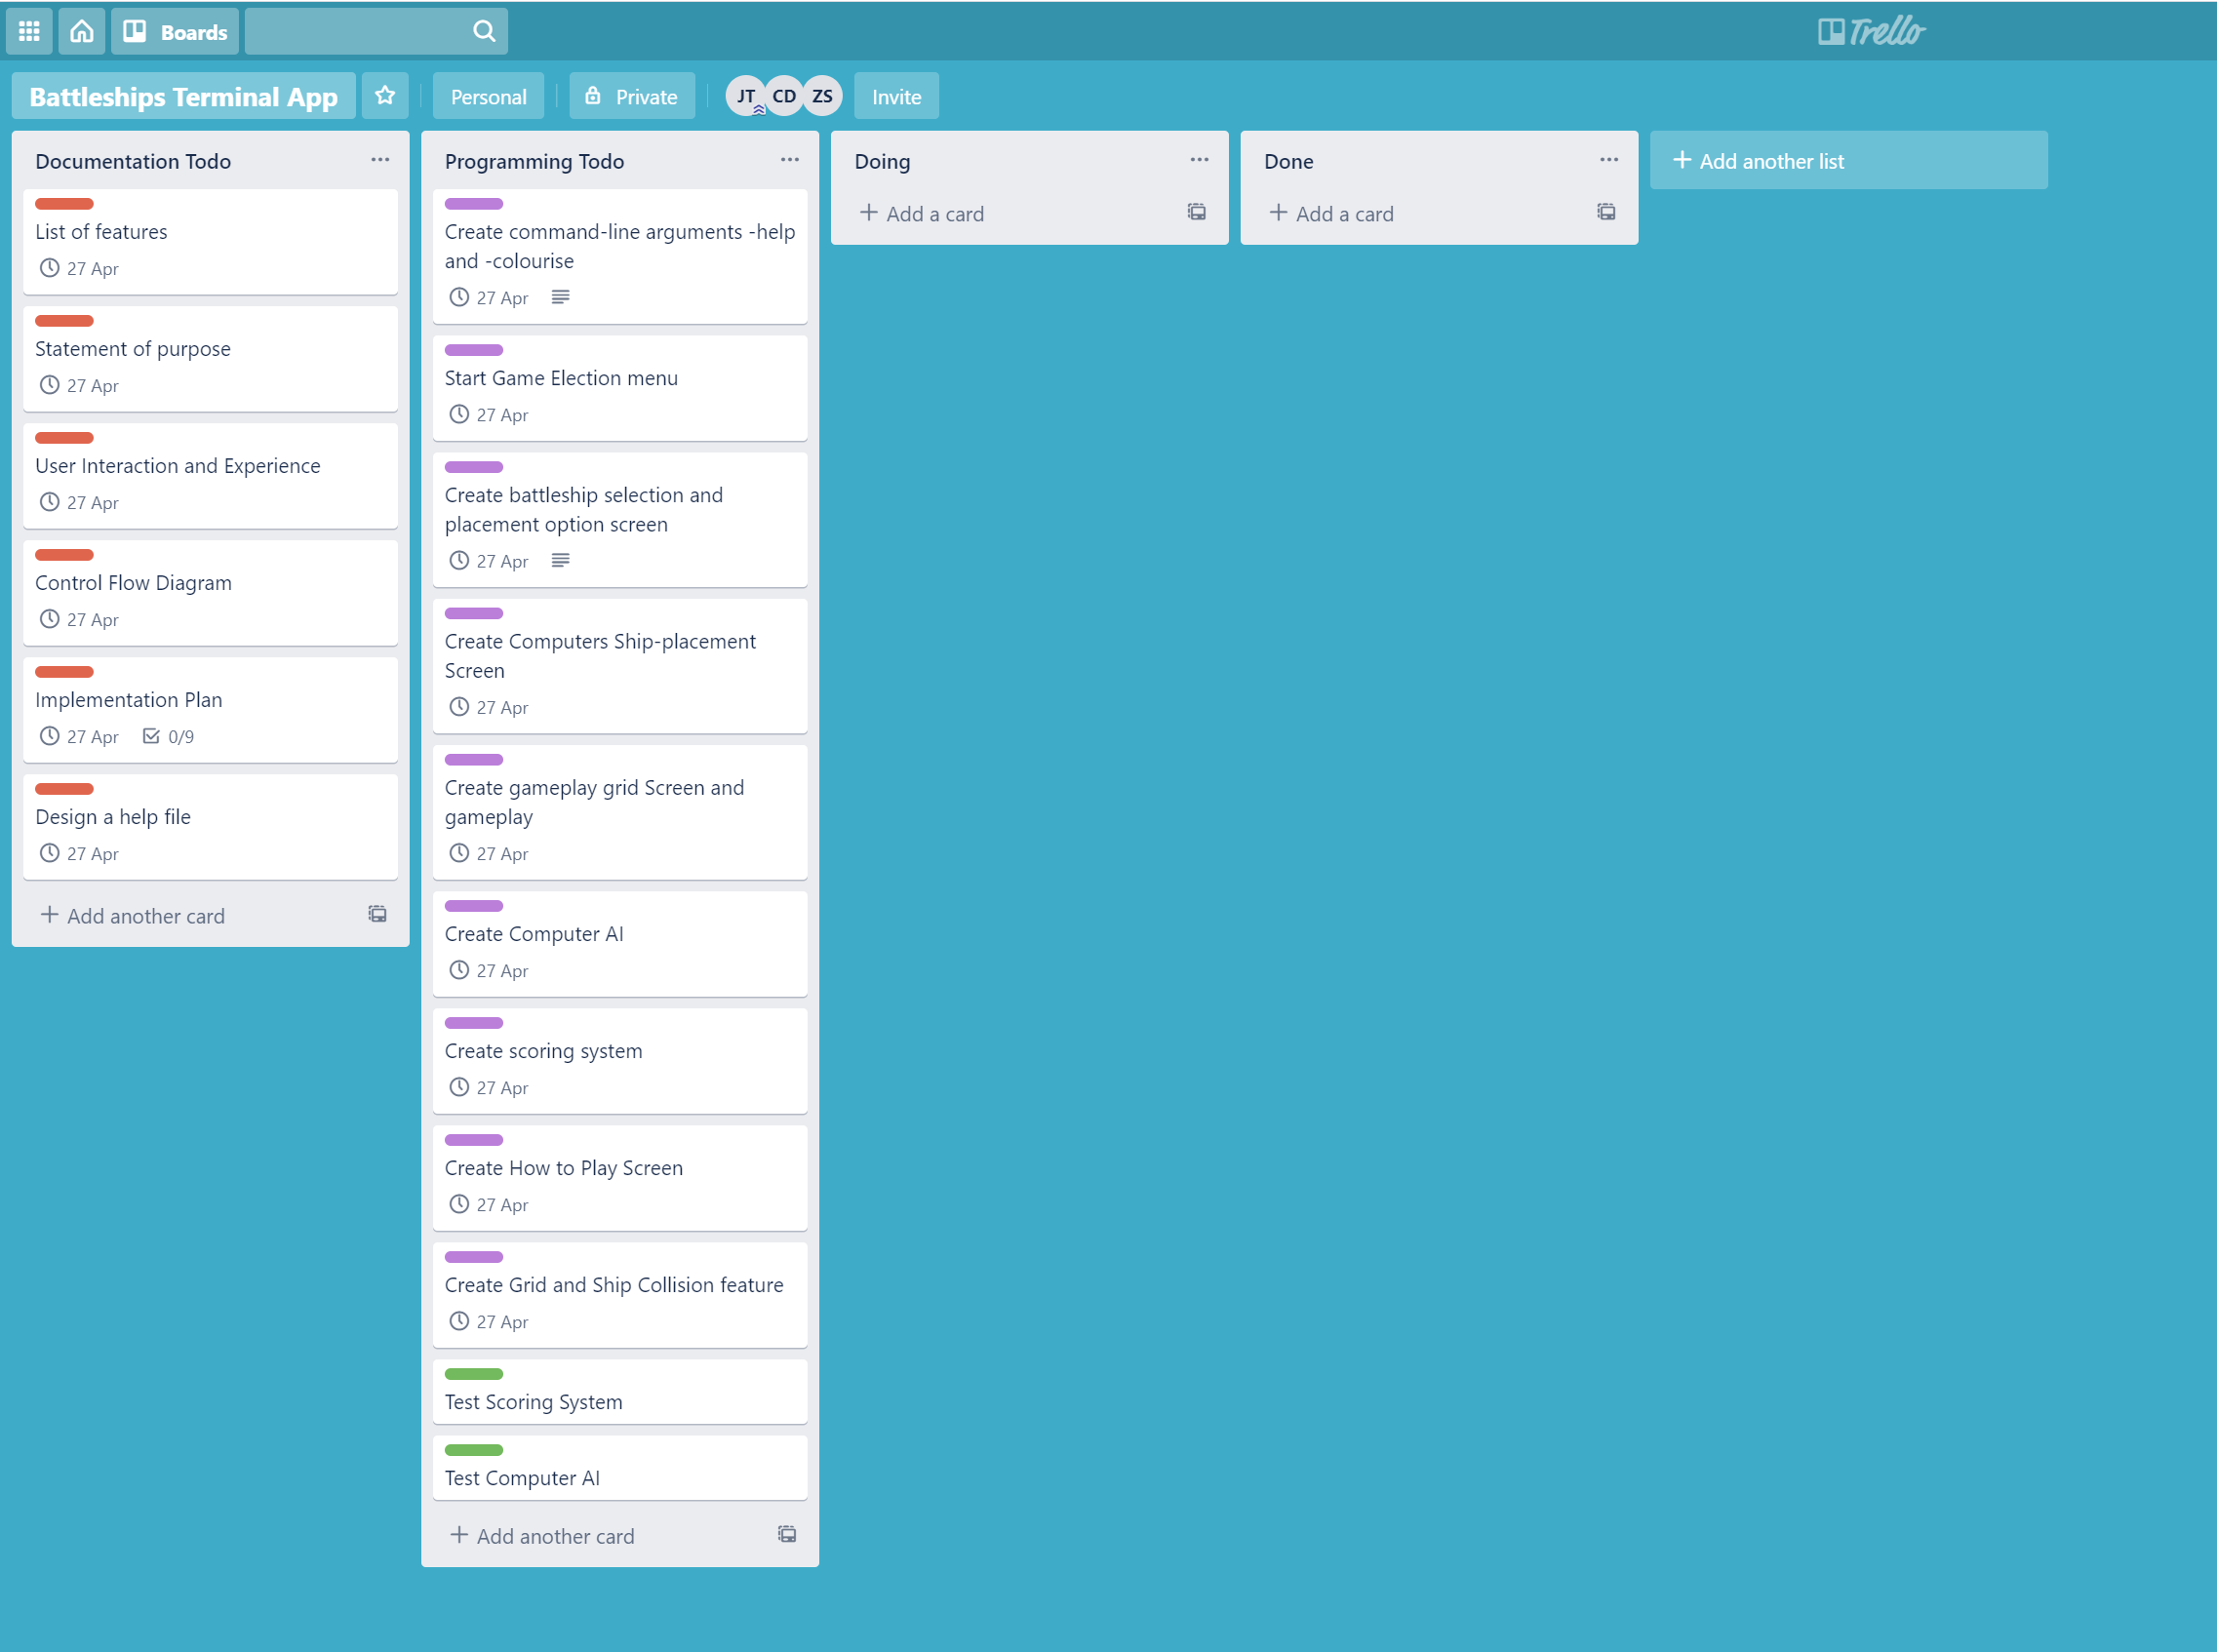 Boards
Trello
Battleships Terminal App
Personal
Private
JT
CD
ZS
Invite
Documentation Todo
List of features
27 Apr
Statement of purpose
27 Apr
User Interaction and Experience
27 Apr
Control Flow Diagram
27 Apr
Implementation Plan
27 Apr 0/9
Design a help file
27 Apr
Add another card
Programming Todo
Create command-line arguments -help
and -colourise
27 Apr
Start Game Election menu
27 Apr
Create battleship selection and
placement option screen
27 Apr
Create Computers Ship-placement
Screen
27 Apr
Create gameplay grid Screen and
gameplay
27 Apr
Create Computer AI
27 Apr
Create scoring system
27 Apr
Create How to Play Screen
27 Apr
Create Grid and Ship Collision feature
27 Apr
Test Scoring System
Test Computer AI
Add another card
Doing
Add a card
Done
Add a card
Add another list